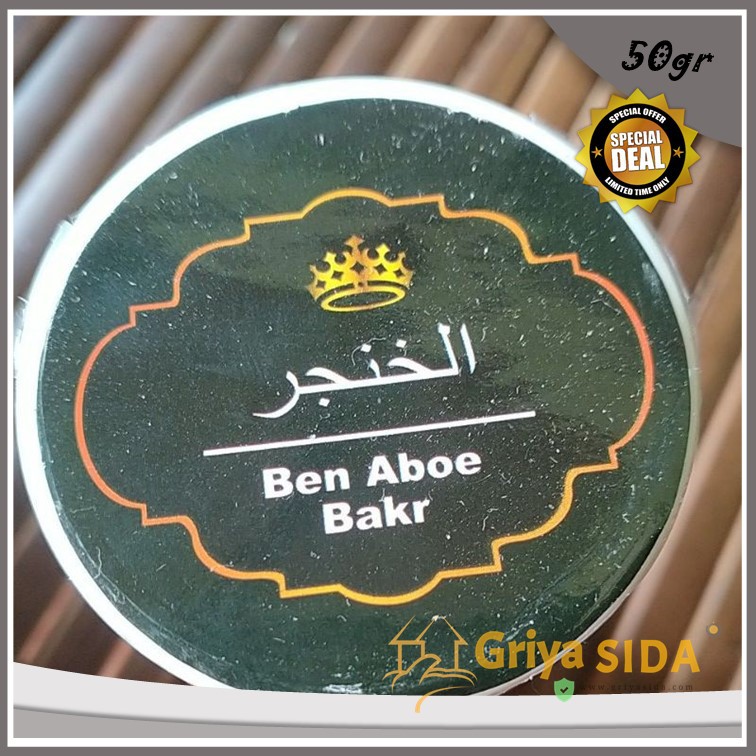 50gr
SPECIAL OFFER
SPECIAL
DEAL
LIMITED TIME ONLY
الخنجر
Ben Aboe
Bakr
Griya SIDA